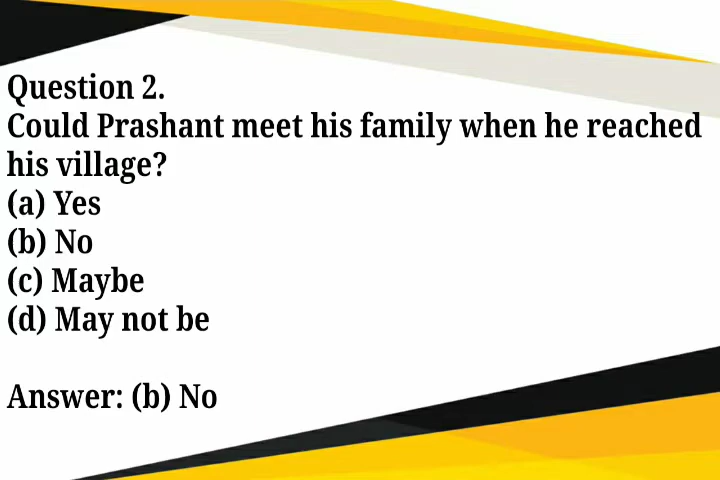 Question 2.
Could Prashant meet his family when he reached
his village?
(a) Yes
(b) No
(c) Maybe
(d) May not be
Answer: (b) No